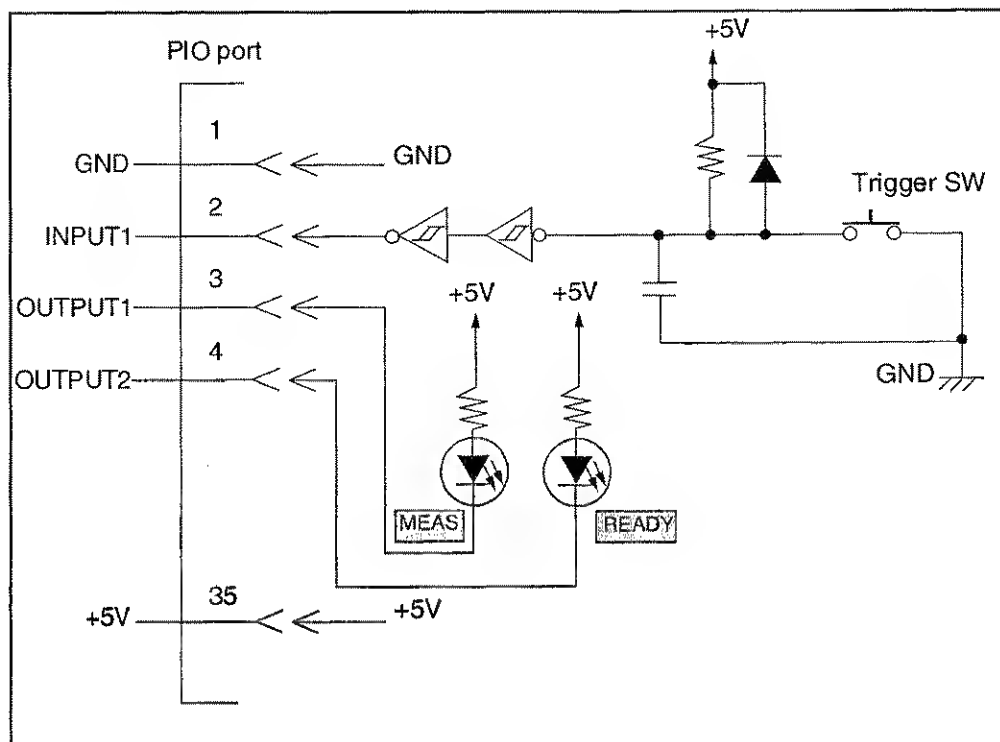 +5V
PIO port
1
GND
GND
2
Trigger SW
INPUT1
3
+5V
+5V
OUTPUT1
4
OUTPUT2
GND
MEAS
READY
35
+5V
+5V